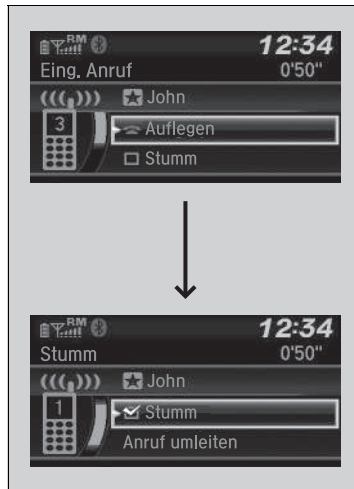 RM 12:34
Eing. Anruf 0'50"
John
3 Auflegen
Stumm
RM 12:34
Stumm 0'50"
John
1 Stumm
Anruf umleiten